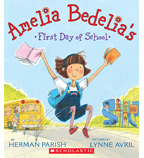 Amelia Bedelia's
• First Day of School •
HERMAN PARISH
PICTURES BY
LYNNE AVRIL
SCHOLASTIC